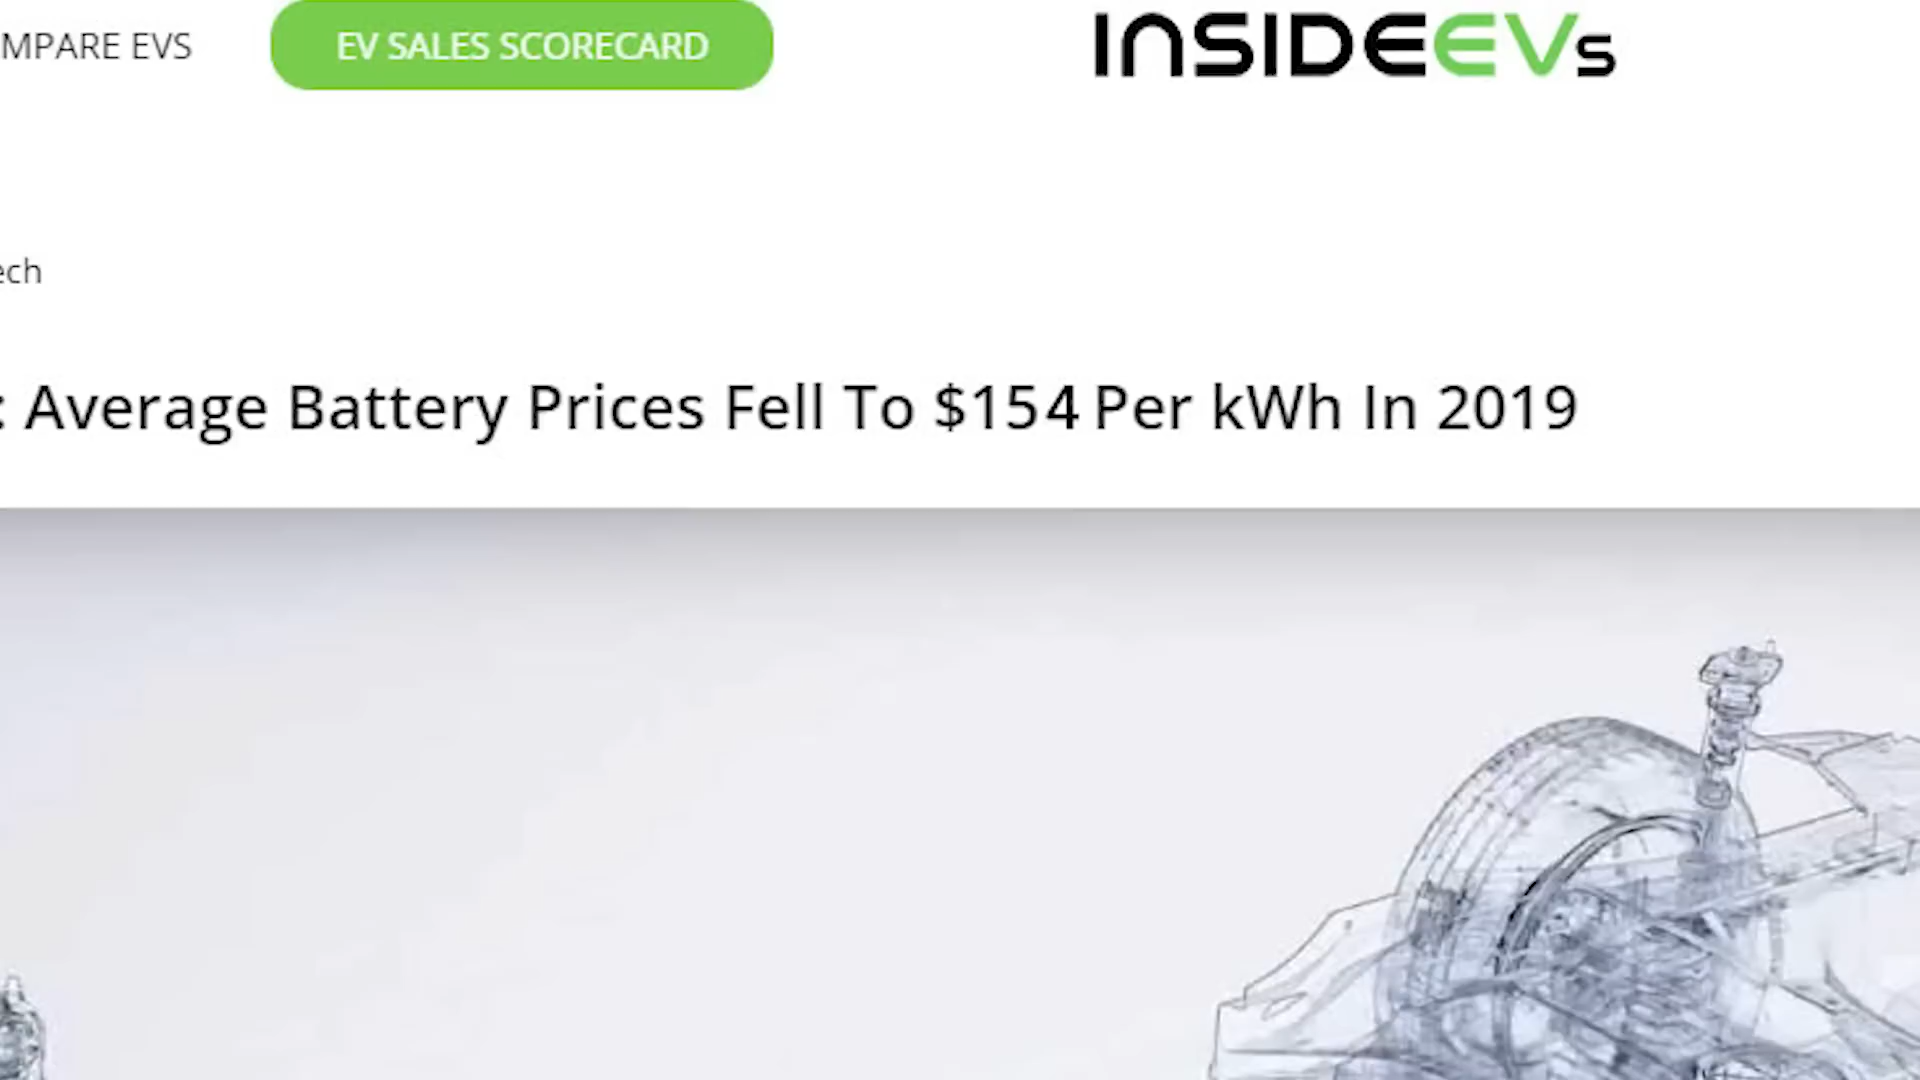 MPARE EVS
EV SALES SCORECARD
INSIDEEVs
ech
: Average Battery Prices Fell To $154 Per kWh In 2019